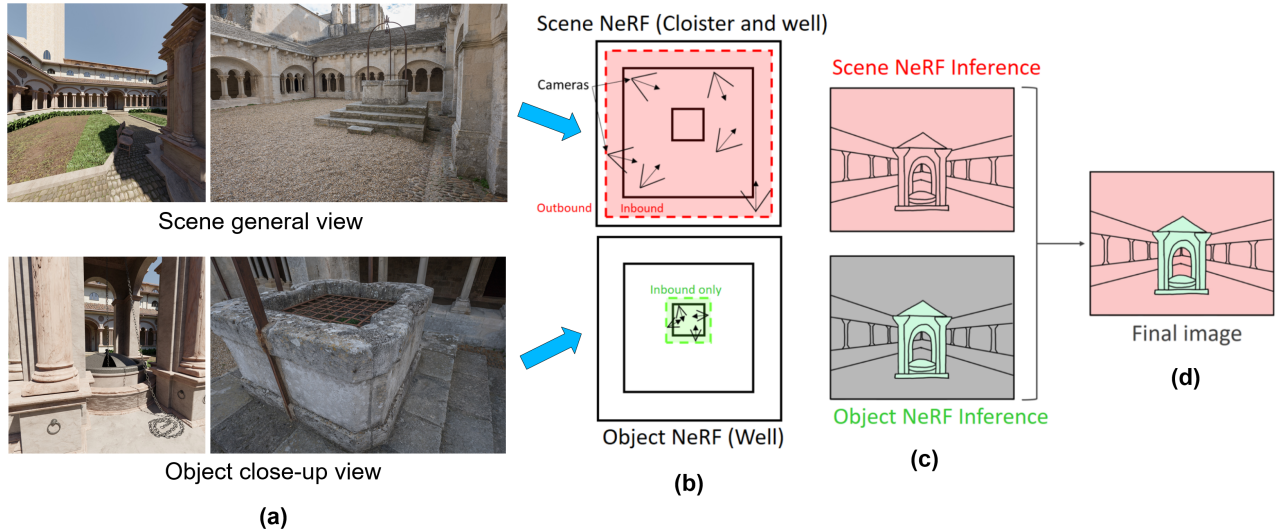 Scene general view
Object close-up view
(a)
Scene NeRF (Cloister and well)
Cameras
Outbound
Inbound
Inbound only
Object NeRF (Well)
(b)
Scene NeRF Inference
Object NeRF Inference
(c)
Final image
(d)